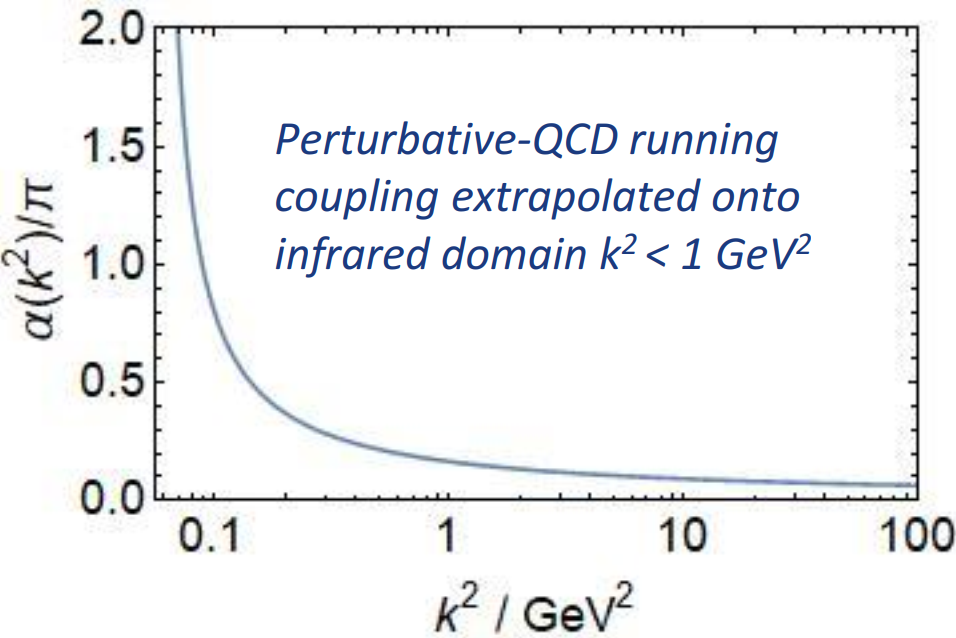 2.0
1.5
1.0
0.5
0.0
α(k²)/π
Perturbative-QCD running
coupling extrapolated onto
infrared domain k² < 1 GeV²
0.1 1 10 100
k² / GeV²